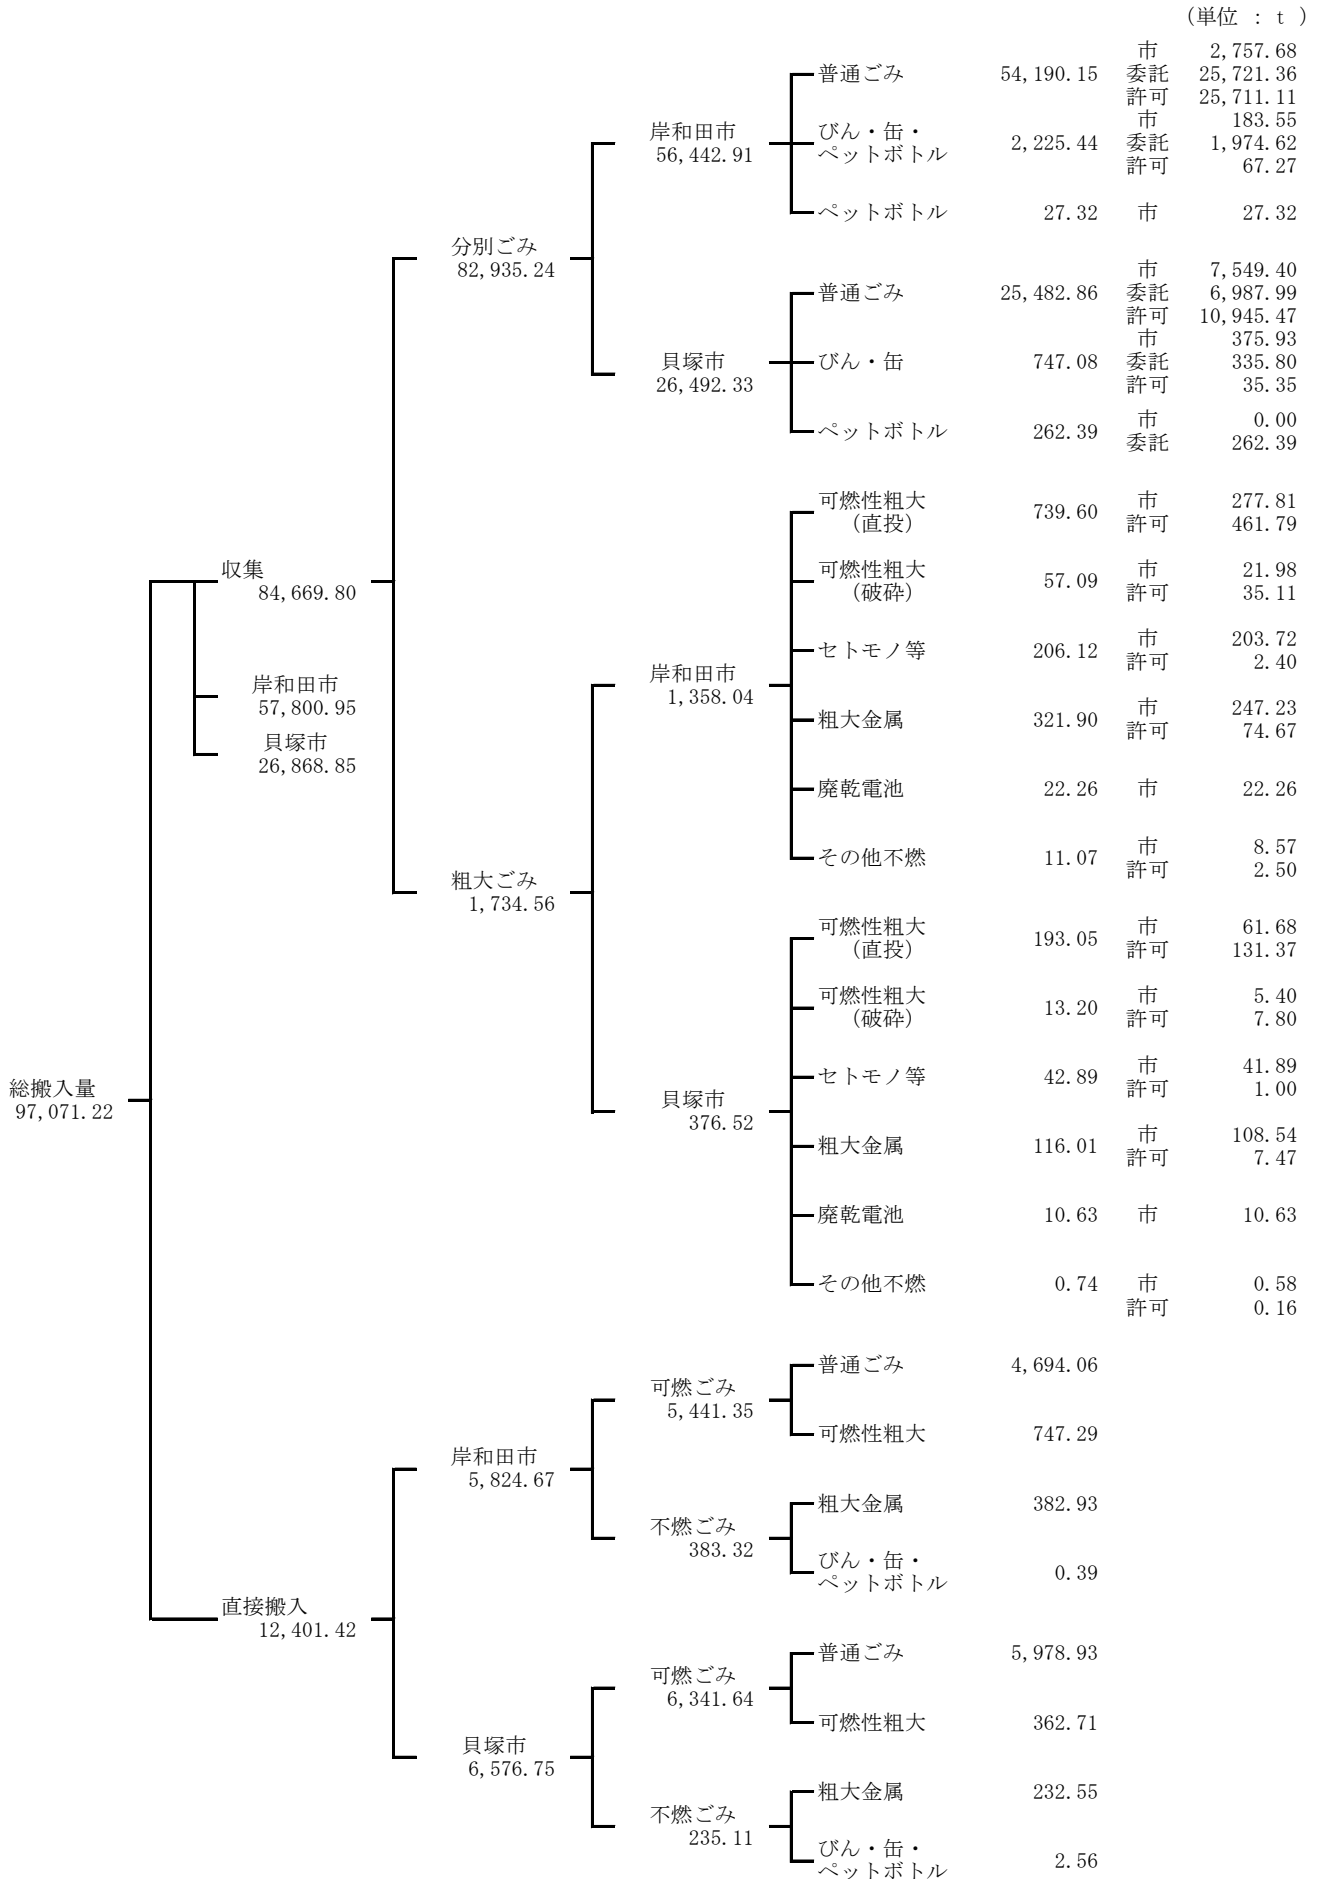 (単位 : t )
市 2,757.68
普通ごみ 54,190.15 委託 25,721.36
許可 25,711.11
岸和田市
56,442.91
びん・缶・
ペットボトル 2,225.44
市 183.55
委託 1,974.62
許可 67.27
ペットボトル 27.32 市 27.32
分別ごみ
82,935.24
市 7,549.40
普通ごみ 25,482.86 委託 6,987.99
許可 10,945.47
貝塚市
26,492.33
市 375.93
びん・缶 747.08 委託 335.80
許可 35.35
ペットボトル 262.39
市 0.00
委託 262.39
可燃性粗大
(直投)
739.60
市 277.81
許可 461.79
収集
84,669.80
可燃性粗大
(破砕)
57.09
市 21.98
許可 35.11
セトモノ等 206.12
市 203.72
許可 2.40
岸和田市
57,800.95
貝塚市
26,868.85
岸和田市
1,358.04
粗大金属 321.90
市 247.23
許可 74.67
廃乾電池 22.26 市 22.26
その他不燃 11.07
市 8.57
許可 2.50
粗大ごみ
1,734.56
可燃性粗大
(直投)
193.05
市 61.68
許可 131.37
可燃性粗大
(破砕)
13.20
市 5.40
許可 7.80
セトモノ等 42.89
市 41.89
許可 1.00
総搬入量
97,071.22
貝塚市
376.52
粗大金属 116.01
市 108.54
許可 7.47
廃乾電池 10.63 市 10.63
その他不燃 0.74 市 0.58
許可 0.16
普通ごみ 4,694.06
可燃ごみ
5,441.35
可燃性粗大 747.29
岸和田市
5,824.67
粗大金属 382.93
不燃ごみ
383.32
びん・缶・
ペットボトル 0.39
直接搬入
12,401.42
普通ごみ 5,978.93
可燃ごみ
6,341.64
可燃性粗大 362.71
貝塚市
6,576.75
粗大金属 232.55
不燃ごみ
235.11
びん・缶・
ペットボトル 2.56